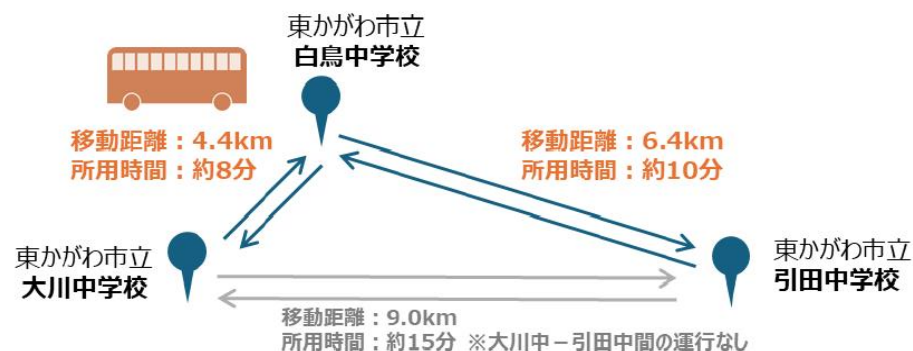 東かがわ市立
白鳥中学校
移動距離：4.4km
所用時間：約8分
移動距離：6.4km
所用時間：約10分
東かがわ市立
大川中学校
東かがわ市立
引田中学校
移動距離：9.0km
所用時間：約15分 ※大川中－引田中間の運行なし